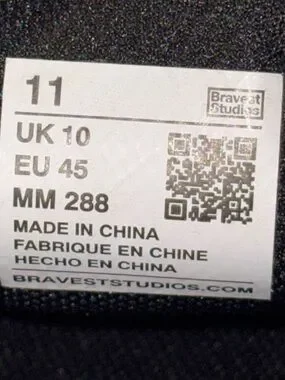 11
Bravest
Studios
UK 10
EU 45
MM 288
MADE IN CHINA
FABRIQUE EN CHINE
HECHO EN CHINA
BRAVESTSTUDIOS.COM